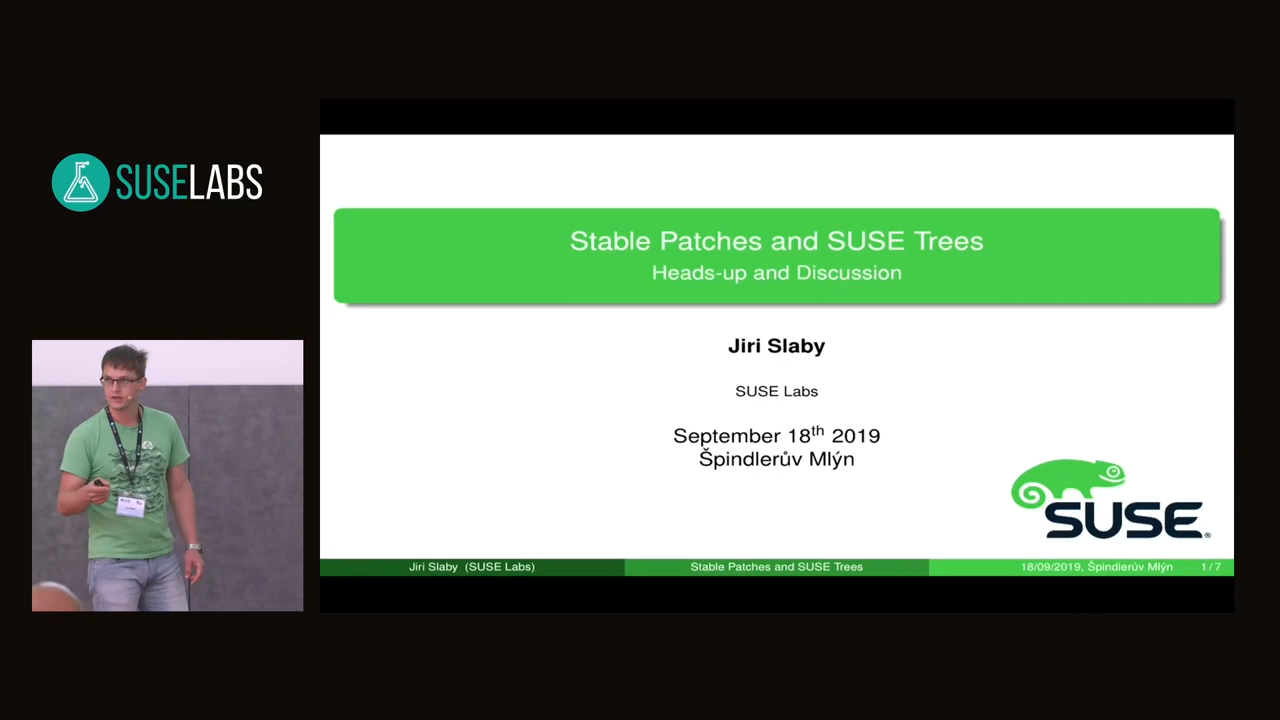 SUSELABS
Stable Patches and SUSE Trees
Heads-up and Discussion
Jiri Slaby
SUSE Labs
September 18th 2019
Špindlerův Mlýn
SUSE®
Jiri Slaby (SUSE Labs)
Stable Patches and SUSE Trees
18/09/2019, Špindlerův Mlýn
1 / 7